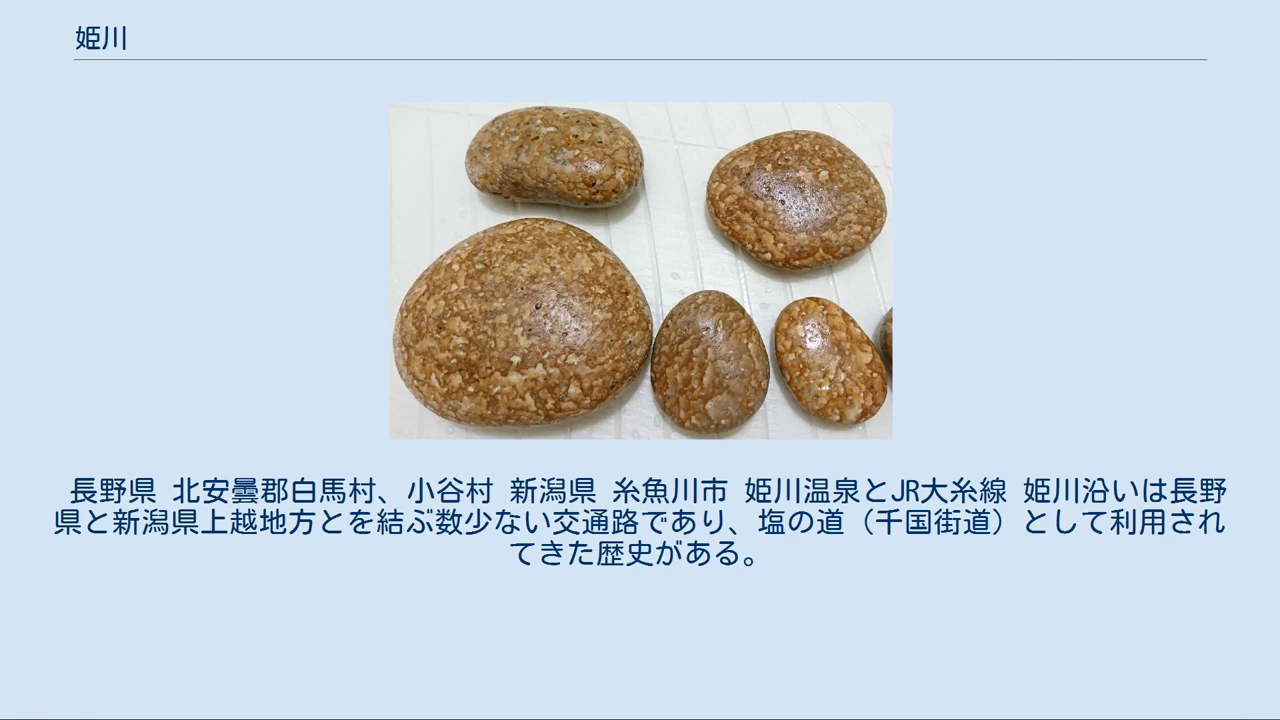 姫川
長野県 北安曇郡白馬村、小谷村 新潟県 糸魚川市 姫川温泉とJR大糸線 姫川沿いは長野
県と新潟県上越地方とを結ぶ数少ない交通路であり、塩の道（千国街道）として利用され
てきた歴史がある。